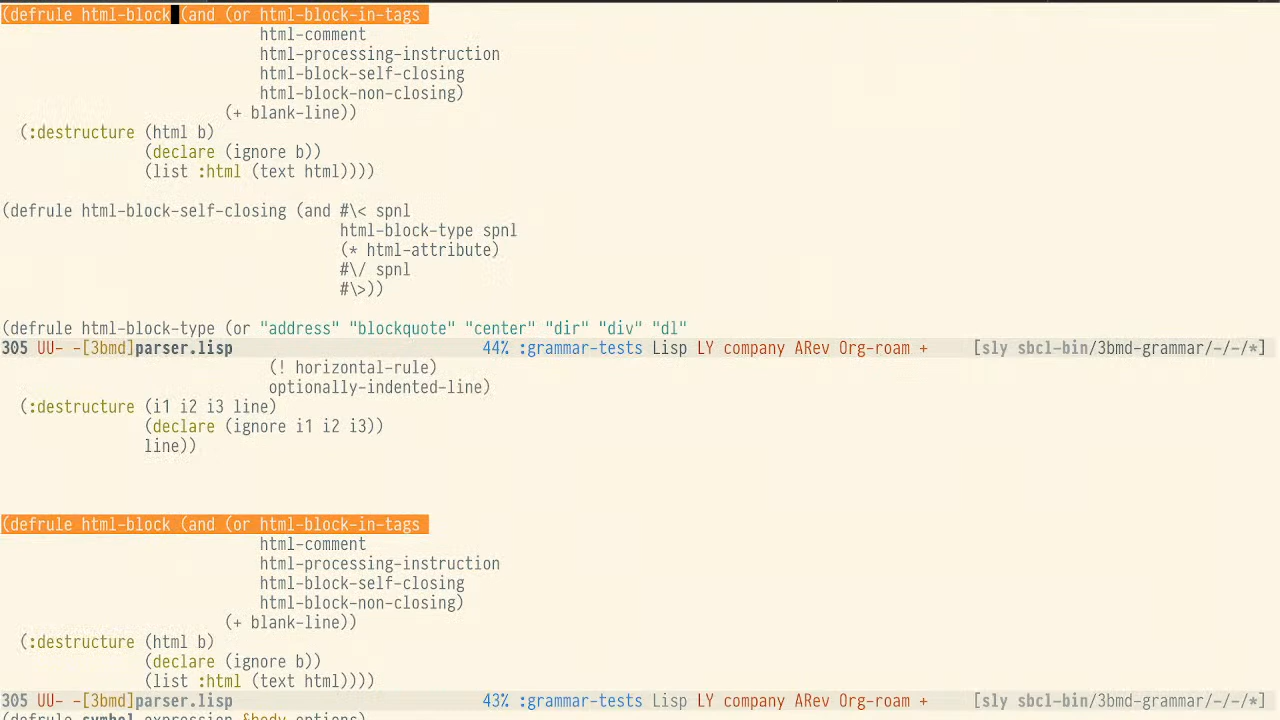 (defrule html-block (and (or html-block-in-tags
html-comment
html-processing-instruction
html-block-self-closing
html-block-non-closing)
(+ blank-line))
(:destructure (html b)
(declare (ignore b))
(list :html (text html))))
(defrule html-block-self-closing (and #\< spnl
html-block-type spnl
(* html-attribute)
#\/ spnl
#\>))
(defrule html-block-type (or "address" "blockquote" "center" "dir" "div" "dl"
305 UU- -[3bmd]parser.lisp 44% :grammar-tests Lisp LY company ARev Org-roam + [sly sbcl-bin/3bmd-grammar/-/-/*]
(! horizontal-rule)
optionally-indented-line)
(:destructure (i1 i2 i3 line)
(declare (ignore i1 i2 i3))
line))
(defrule html-block (and (or html-block-in-tags
html-comment
html-processing-instruction
html-block-self-closing
html-block-non-closing)
(+ blank-line))
(:destructure (html b)
(declare (ignore b))
(list :html (text html))))
305 UU- -[3bmd]parser.lisp 43% :grammar-tests Lisp LY company ARev Org-roam + [sly sbcl-bin/3bmd-grammar/-/-/*]
(defrule symbol expression &body options)